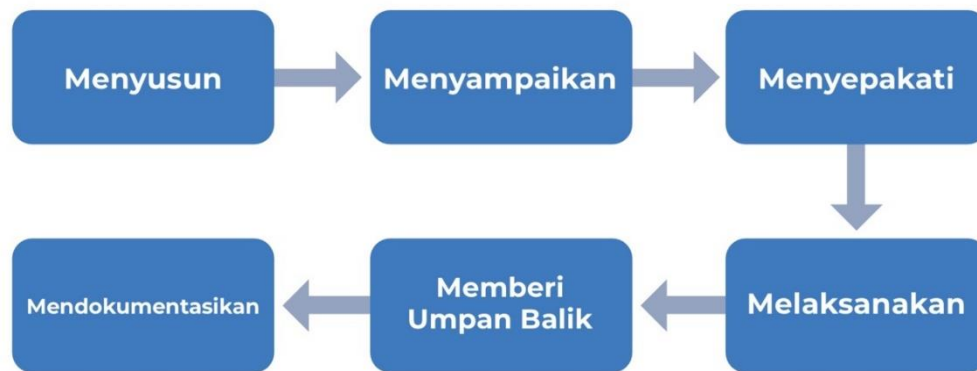 Menyusun
Menyampaikan
Menyepakati
Melaksanakan
Memberi
Umpan Balik
Mendokumentasikan